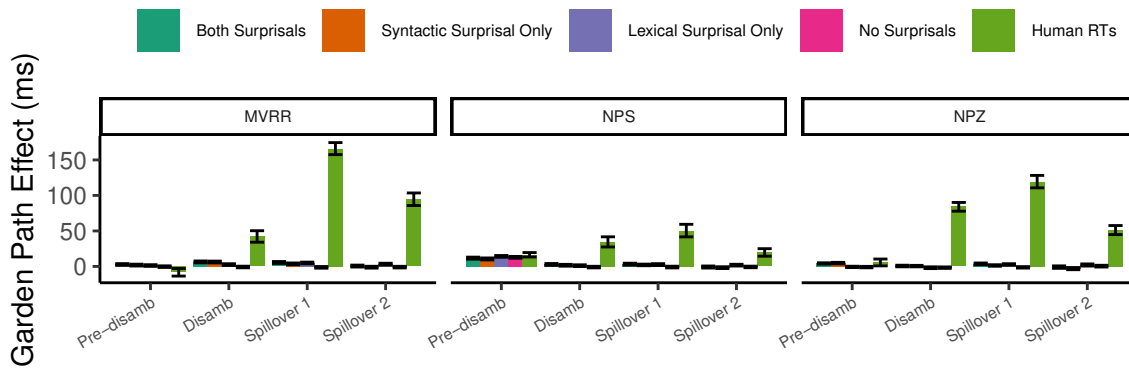 Both Surprisals Syntactic Surprisal Only Lexical Surprisal Only No Surprisals Human RTs
Garden Path Effect (ms)
MVRR NPS NPZ
150
100
50
0
Pre−disamb Disamb Spillover 1 Spillover 2 Pre−disamb Disamb Spillover 1 Spillover 2 Pre−disamb Disamb Spillover 1 Spillover 2